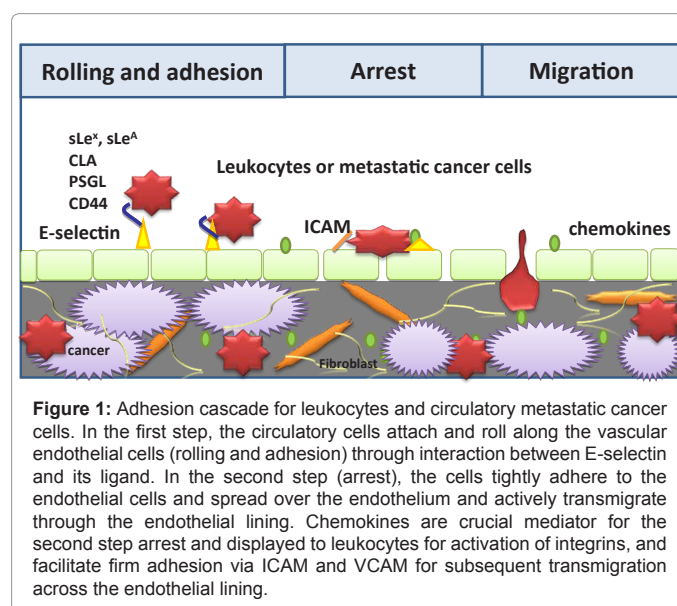 Rolling and adhesion
Arrest
Migration
sLeˣ, sLeᴬ
CLA
PSGL
CD44
Leukocytes or metastatic cancer cells
E-selectin
ICAM
chemokines
cancer
Fibroblast
Figure 1: Adhesion cascade for leukocytes and circulatory metastatic cancer
cells. In the first step, the circulatory cells attach and roll along the vascular
endothelial cells (rolling and adhesion) through interaction between E-selectin
and its ligand. In the second step (arrest), the cells tightly adhere to the
endothelial cells and spread over the endothelium and actively transmigrate
through the endothelial lining. Chemokines are crucial mediator for the
second step arrest and displayed to leukocytes for activation of integrins, and
facilitate firm adhesion via ICAM and VCAM for subsequent transmigration
across the endothelial lining.